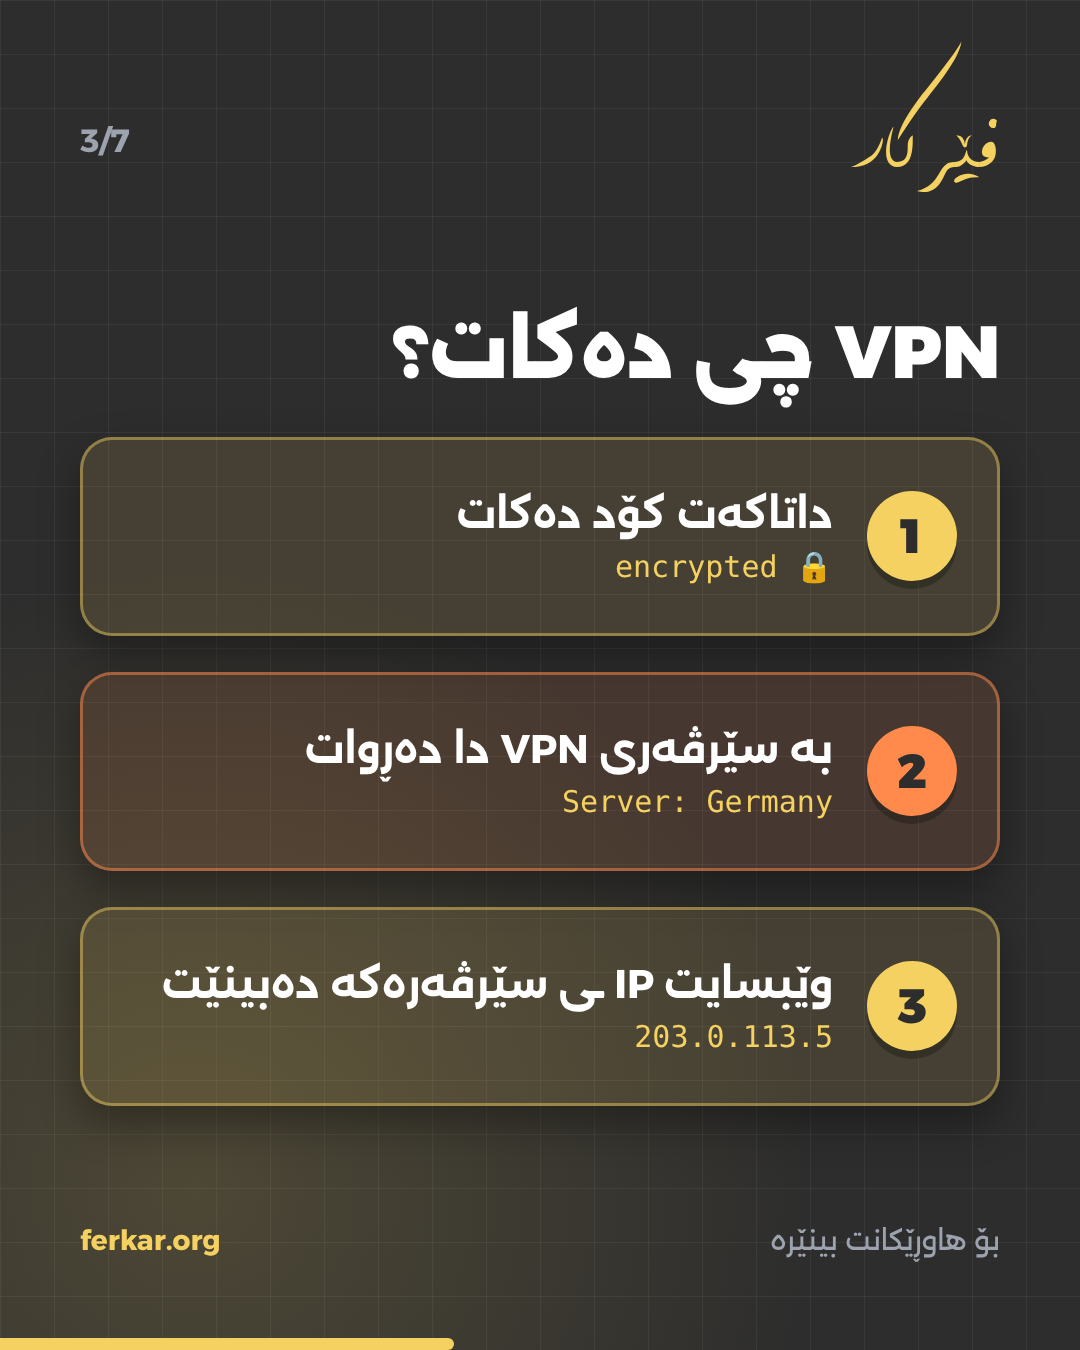 فێرکار
3/7
VPN چی دەکات؟
1
داتاکەت کۆد دەکات
🔒 encrypted
2
بە سێرڤەری VPN دا دەڕوات
Server: Germany
3
وێبسایت IP ـی سێرڤەرەکە دەبینێت
203.0.113.5
بۆ هاوڕێکانت بینێرە
ferkar.org